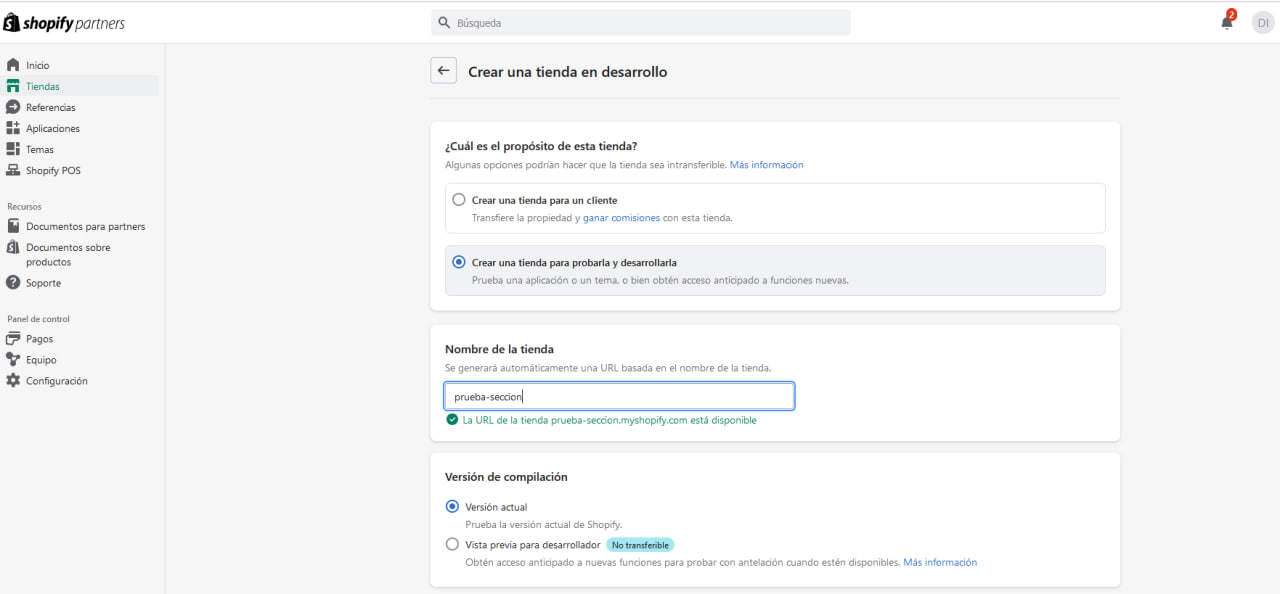 shopify partners
Búsqueda
2
DI
Inicio
Tiendas
Referencias
Aplicaciones
Temas
Shopify POS
Recursos
Documentos para partners
Documentos sobre
productos
Soporte
Panel de control
Pagos
Equipo
Configuración
Crear una tienda en desarrollo
¿Cuál es el propósito de esta tienda?
Algunas opciones podrían hacer que la tienda sea intransferible. Más información
Crear una tienda para un cliente
Transfiere la propiedad y ganar comisiones con esta tienda.
Crear una tienda para probarla y desarrollarla
Prueba una aplicación o un tema, o bien obtén acceso anticipado a funciones nuevas.
Nombre de la tienda
Se generará automáticamente una URL basada en el nombre de la tienda.
prueba-seccion
La URL de la tienda prueba-seccion.myshopify.com está disponible
Versión de compilación
Versión actual
Prueba la versión actual de Shopify.
Vista previa para desarrollador No transferible
Obtén acceso anticipado a nuevas funciones para probar con antelación cuando estén disponibles. Más información